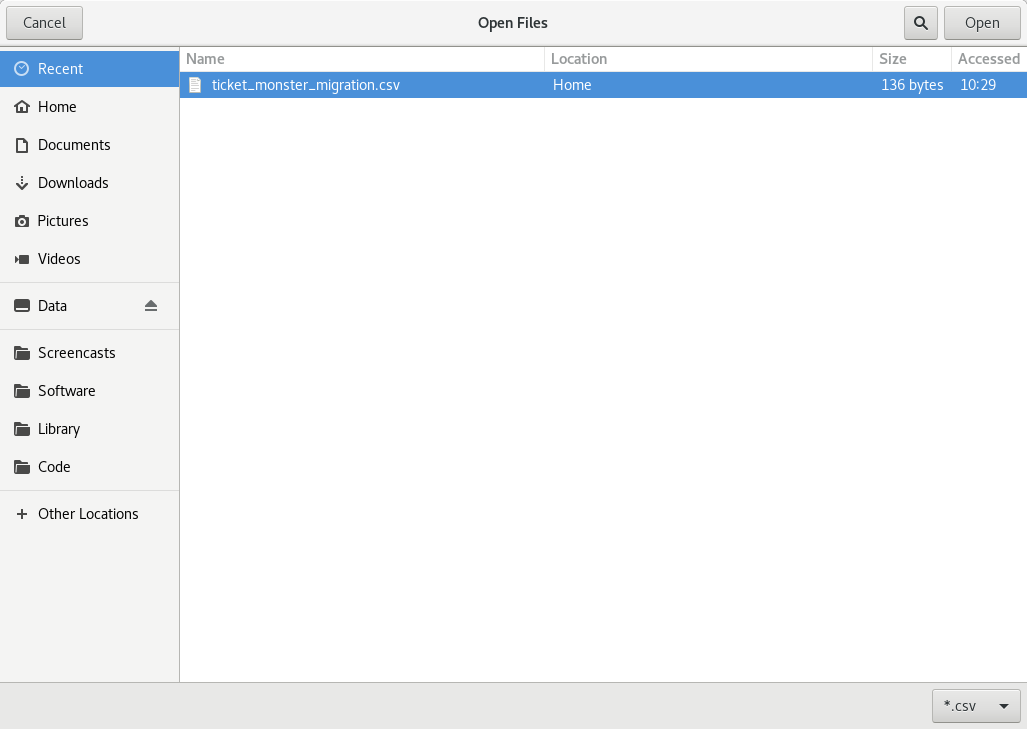 Cancel Open Files Open
Name Location Size Accessed
Recent
ticket_monster_migration.csv Home 136 bytes 10:29
Home
Documents
Downloads
Pictures
Videos
Data
Screencasts
Software
Library
Code
Other Locations
*.csv